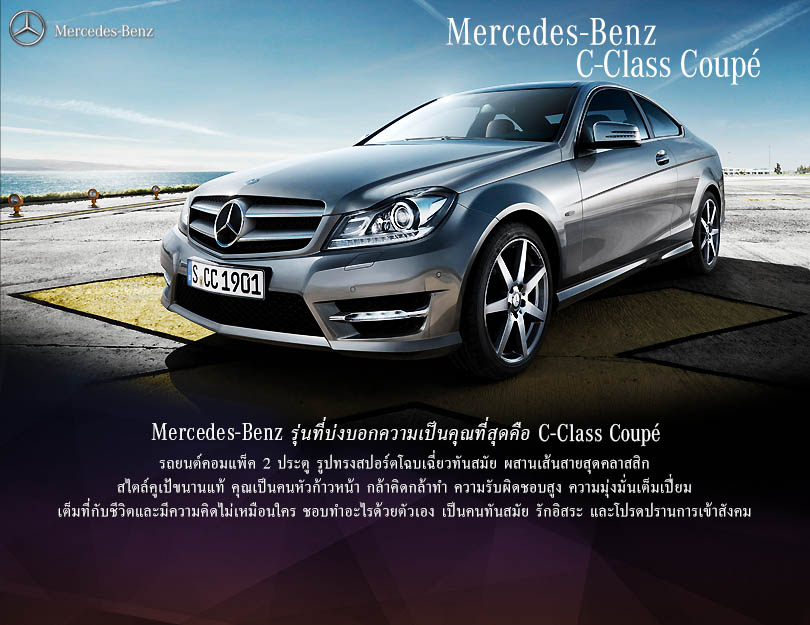 Mercedes-Benz
Mercedes-Benz
C-Class Coupé
S CC 1901
Mercedes-Benz รุ่นที่บ่งบอกความเป็นคุณที่สุดคือ C-Class Coupé
รถยนต์คอมแพ็ค 2 ประตู รูปทรงสปอร์ตโฉบเฉี่ยวทันสมัย ผสานเส้นสายสุดคลาสสิก
สไตล์คูเป้ขนานแท้ คุณเป็นคนหัวก้าวหน้า กล้าคิดกล้าทำ ความรับผิดชอบสูง ความมุ่งมั่นเต็มเปี่ยม
เต็มที่กับชีวิตและมีความคิดไม่เหมือนใคร ชอบทำอะไรด้วยตัวเอง เป็นคนทันสมัย รักอิสระ และโปรดปรานการเข้าสังคม